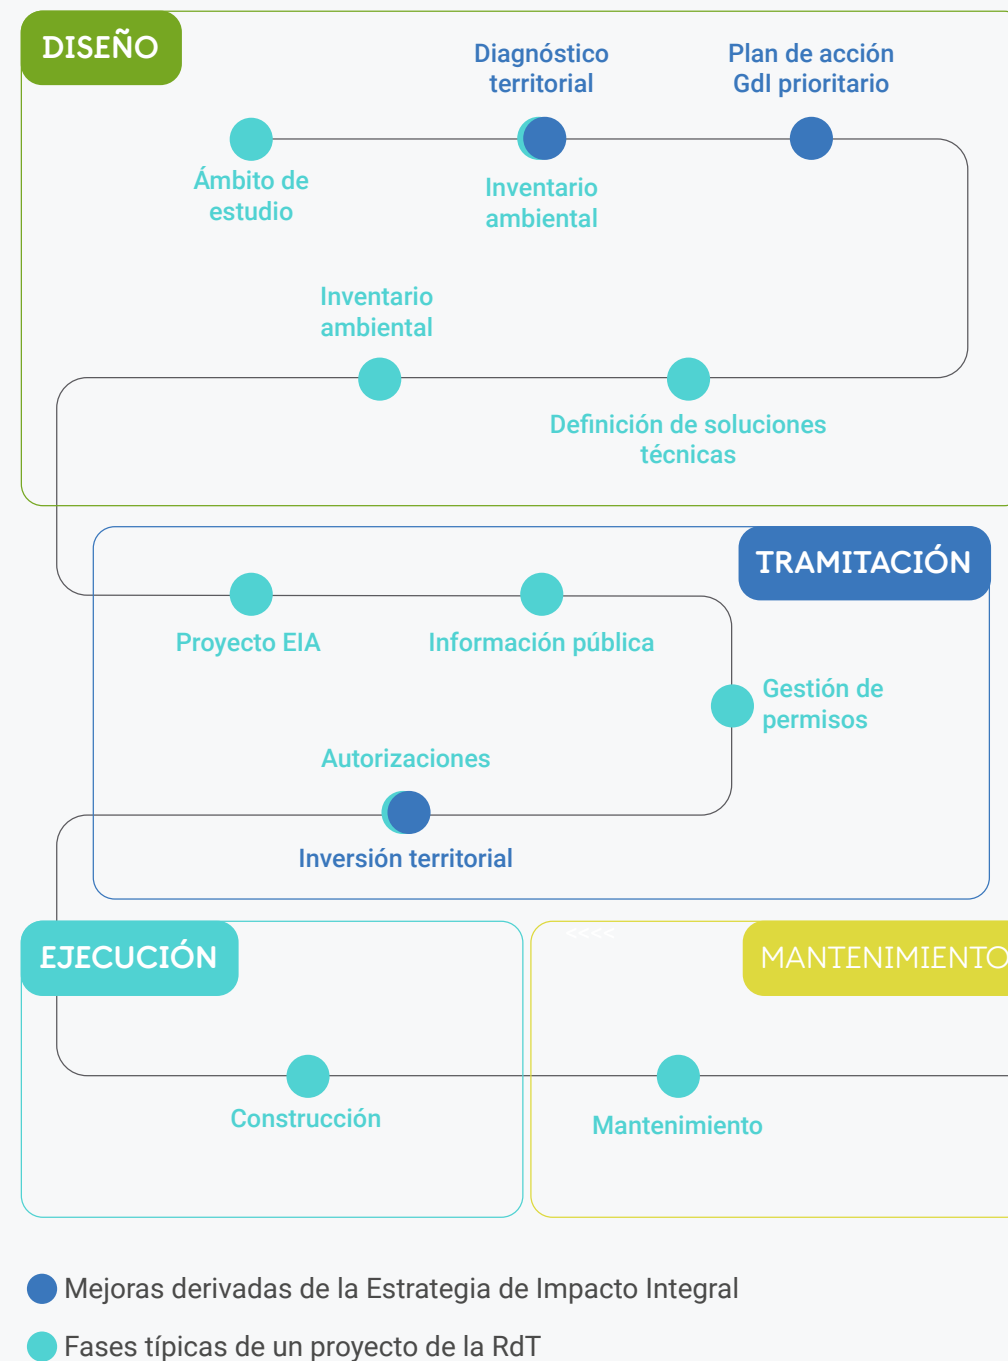 DISEÑO
Diagnóstico
territorial
Plan de acción
GdI prioritario
Ámbito de
estudio
Inventario
ambiental
Inventario
ambiental
Definición de soluciones
técnicas
TRAMITACIÓN
Proyecto EIA
Información pública
Gestión de
permisos
Autorizaciones
Inversión territorial
EJECUCIÓN
<<<<
MANTENIMIENTO
Construcción
Mantenimiento
Mejoras derivadas de la Estrategia de Impacto Integral
Fases típicas de un proyecto de la RdT